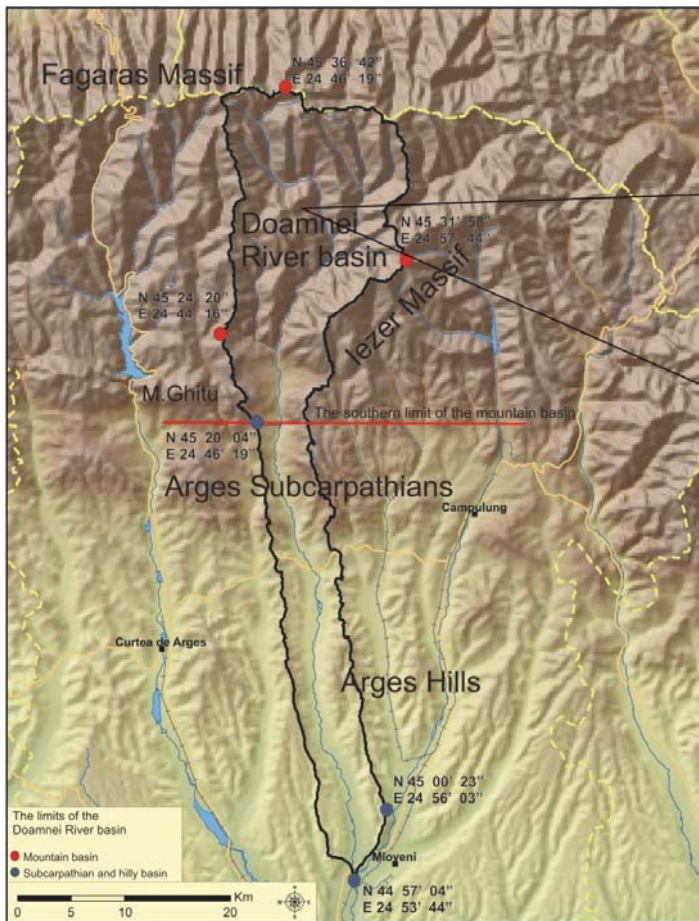 Fagaras Massif
N 45 36' 42"
E 24 46' 19"
Doamnei
River basin
N 45 31' 58"
E 24 57' 44"
Iezer Massif
N 45 24' 20"
E 24 44' 16"
M.Ghitu
The southern limit of the mountain basin
N 45 20' 04"
E 24 46' 19"
Arges Subcarpathians
Campulung
Curtea de Arges
Arges Hills
N 45 00' 23"
E 24 56' 03"
Mioveni
N 44 57' 04"
E 24 53' 44"
The limits of the
Doamnei River basin
Mountain basin
Subcarpathian and hilly basin
Km
0 5 10 20